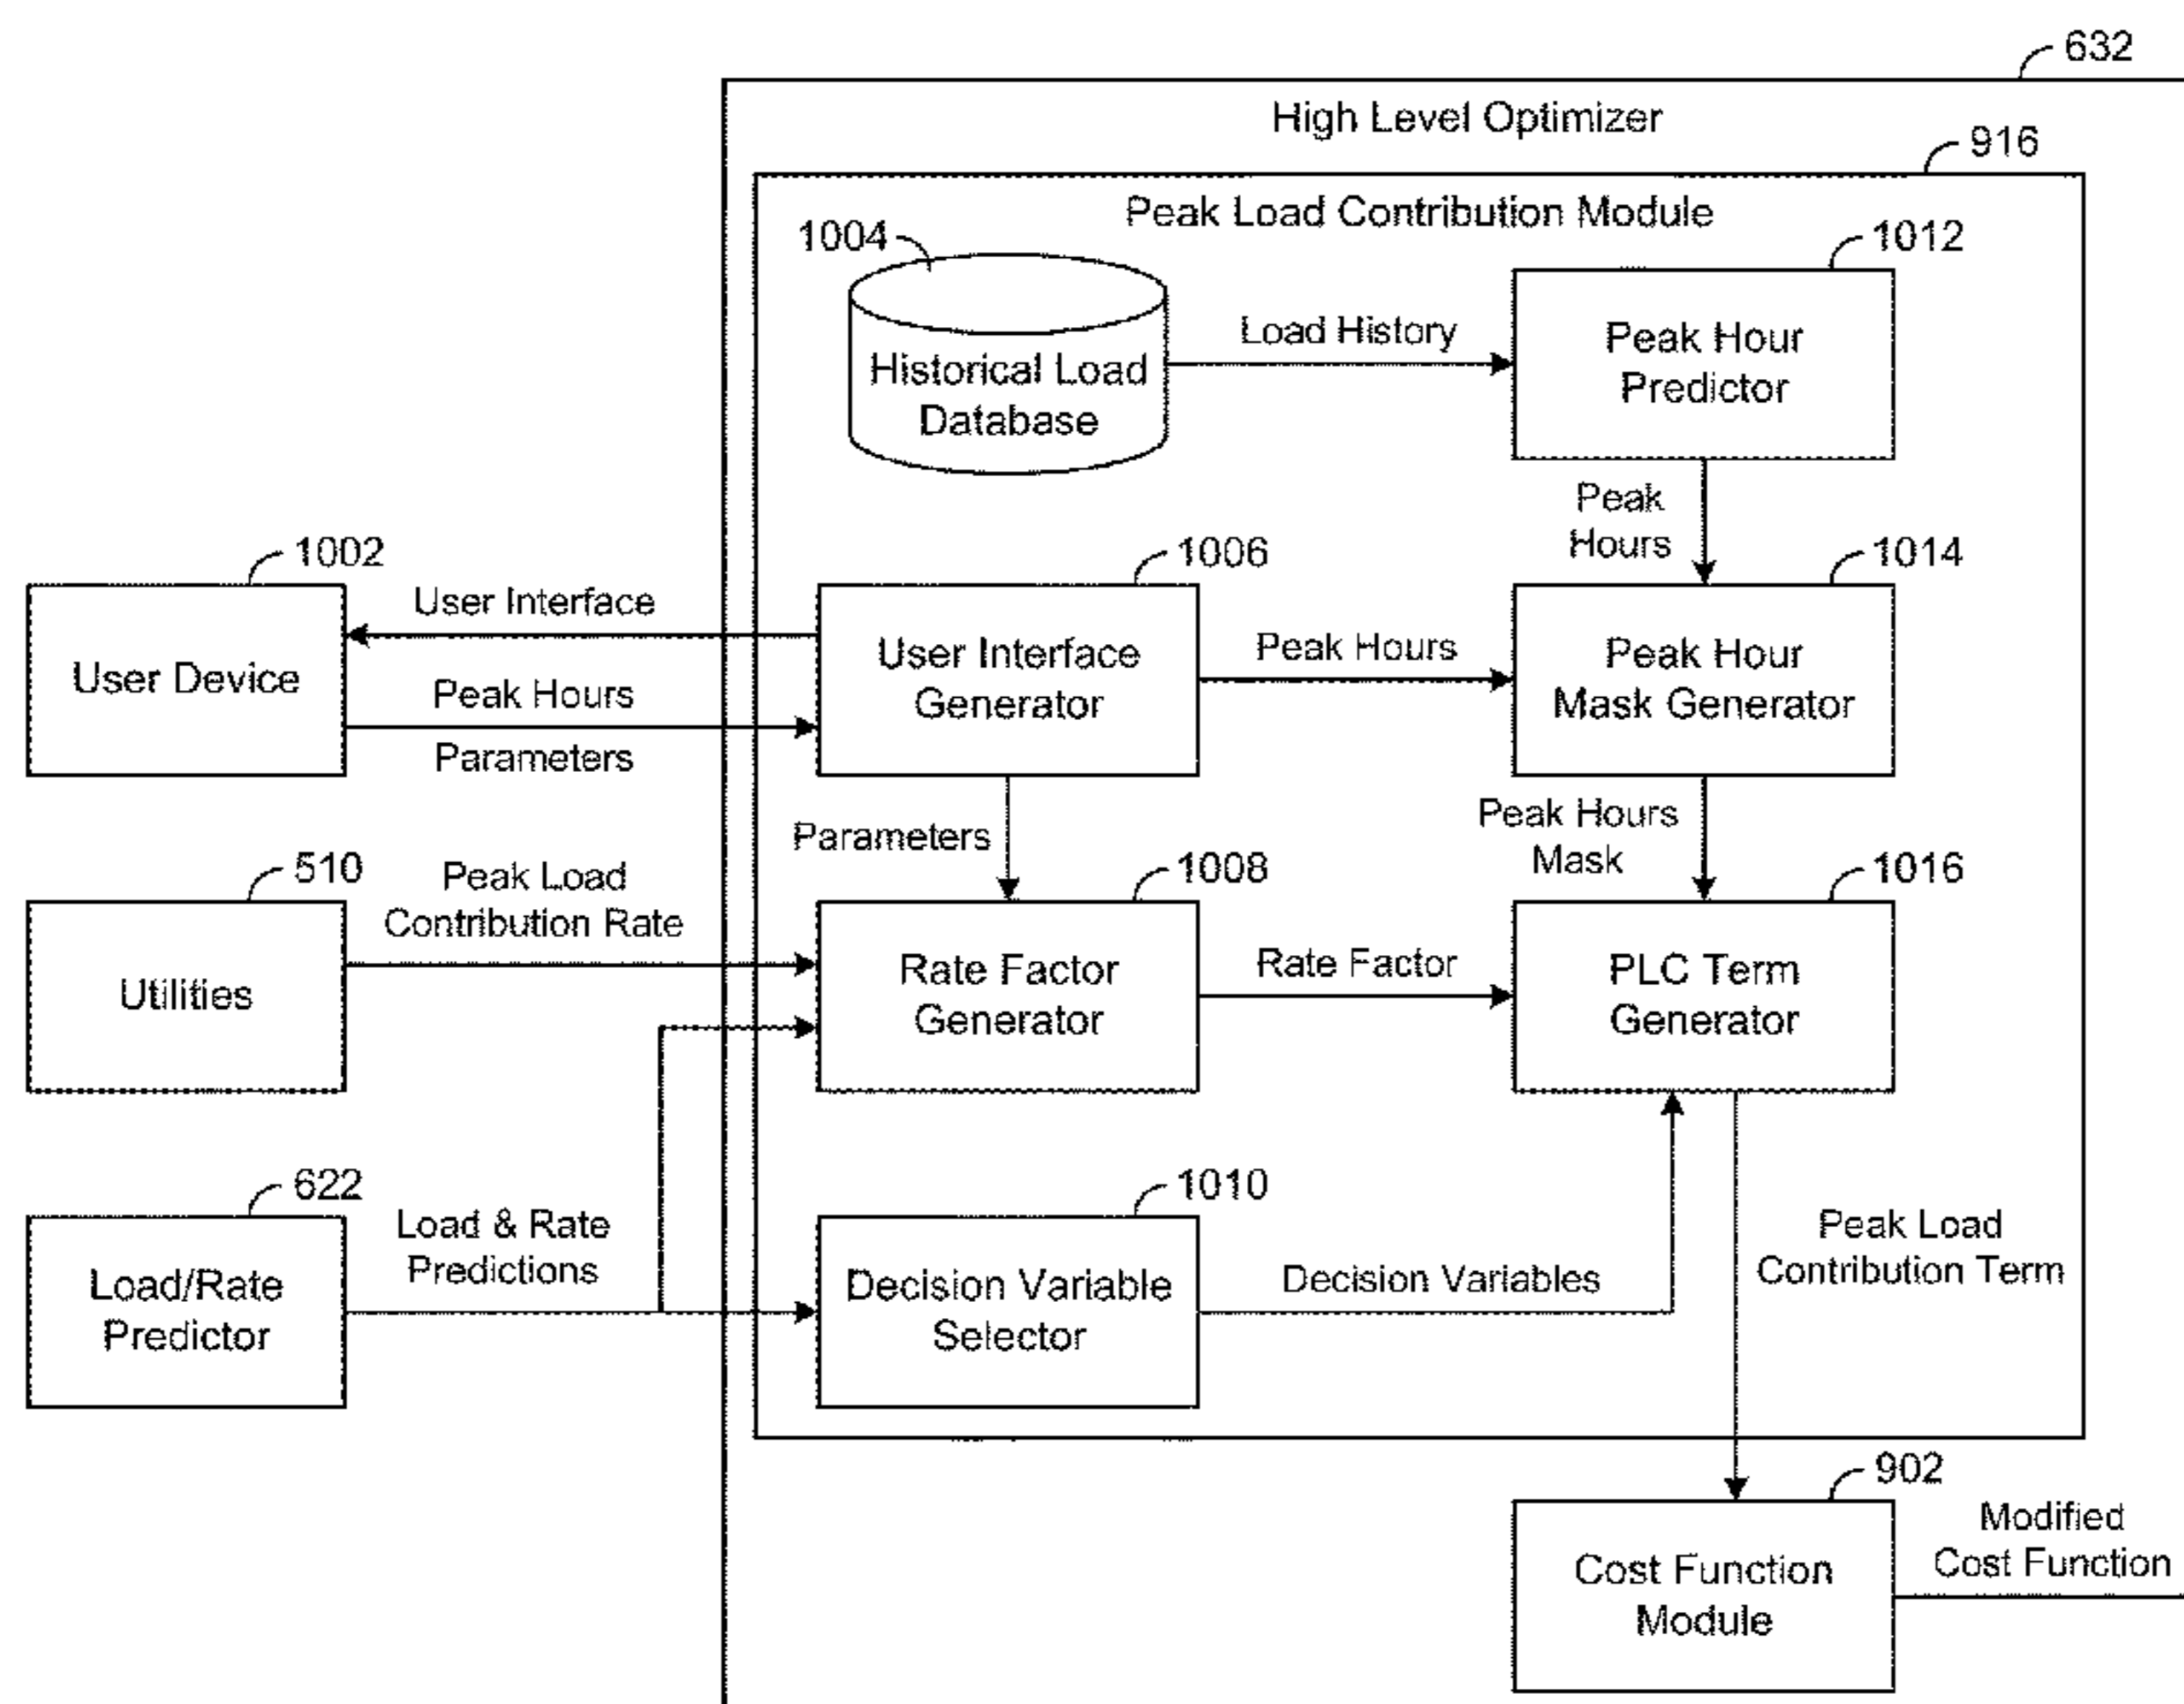 632
High Level Optimizer
916
Peak Load Contribution Module
1004
1012
Historical Load
Database
Load History
Peak Hour
Predictor
Peak
Hours
1002
User Device
User Interface
Peak Hours
Parameters
1006
User Interface
Generator
Peak Hours
1014
Peak Hour
Mask Generator
Parameters
Peak Hours
Mask
510
Utilities
Peak Load
Contribution Rate
1008
Rate Factor
Generator
Rate Factor
1016
PLC Term
Generator
622
Load/Rate
Predictor
Load & Rate
Predictions
1010
Decision Variable
Selector
Decision Variables
Peak Load
Contribution Term
902
Cost Function
Module
Modified
Cost Function